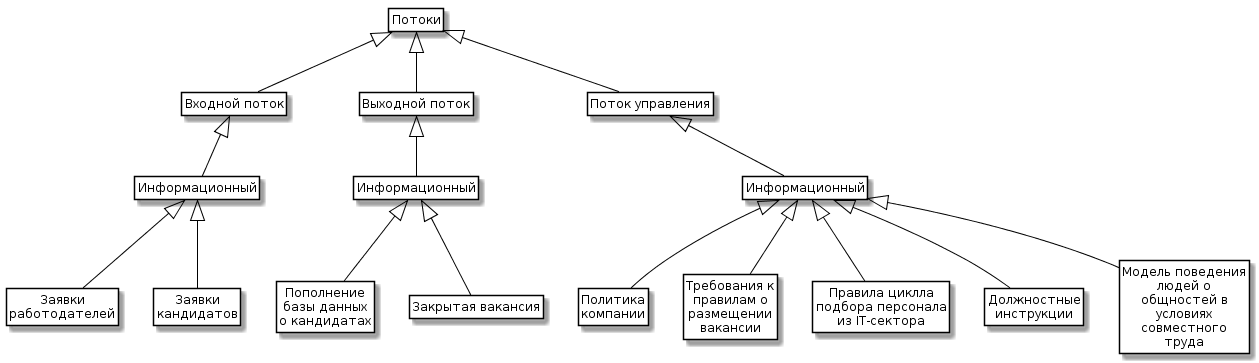 Потоки
Входной поток
Выходной поток
Поток управления
Информационный
Информационный
Информационный
Заявки
работодателей
Заявки
кандидатов
Пополнение
базы данных
о кандидатах
Закрытая вакансия
Политика
компании
Требования к
правилам о
размещении
вакансии
Правила циклла
подбора персонала
из IT-сектора
Должностные
инструкции
Модель поведения
людей о
общностей в
условиях
совместного
труда